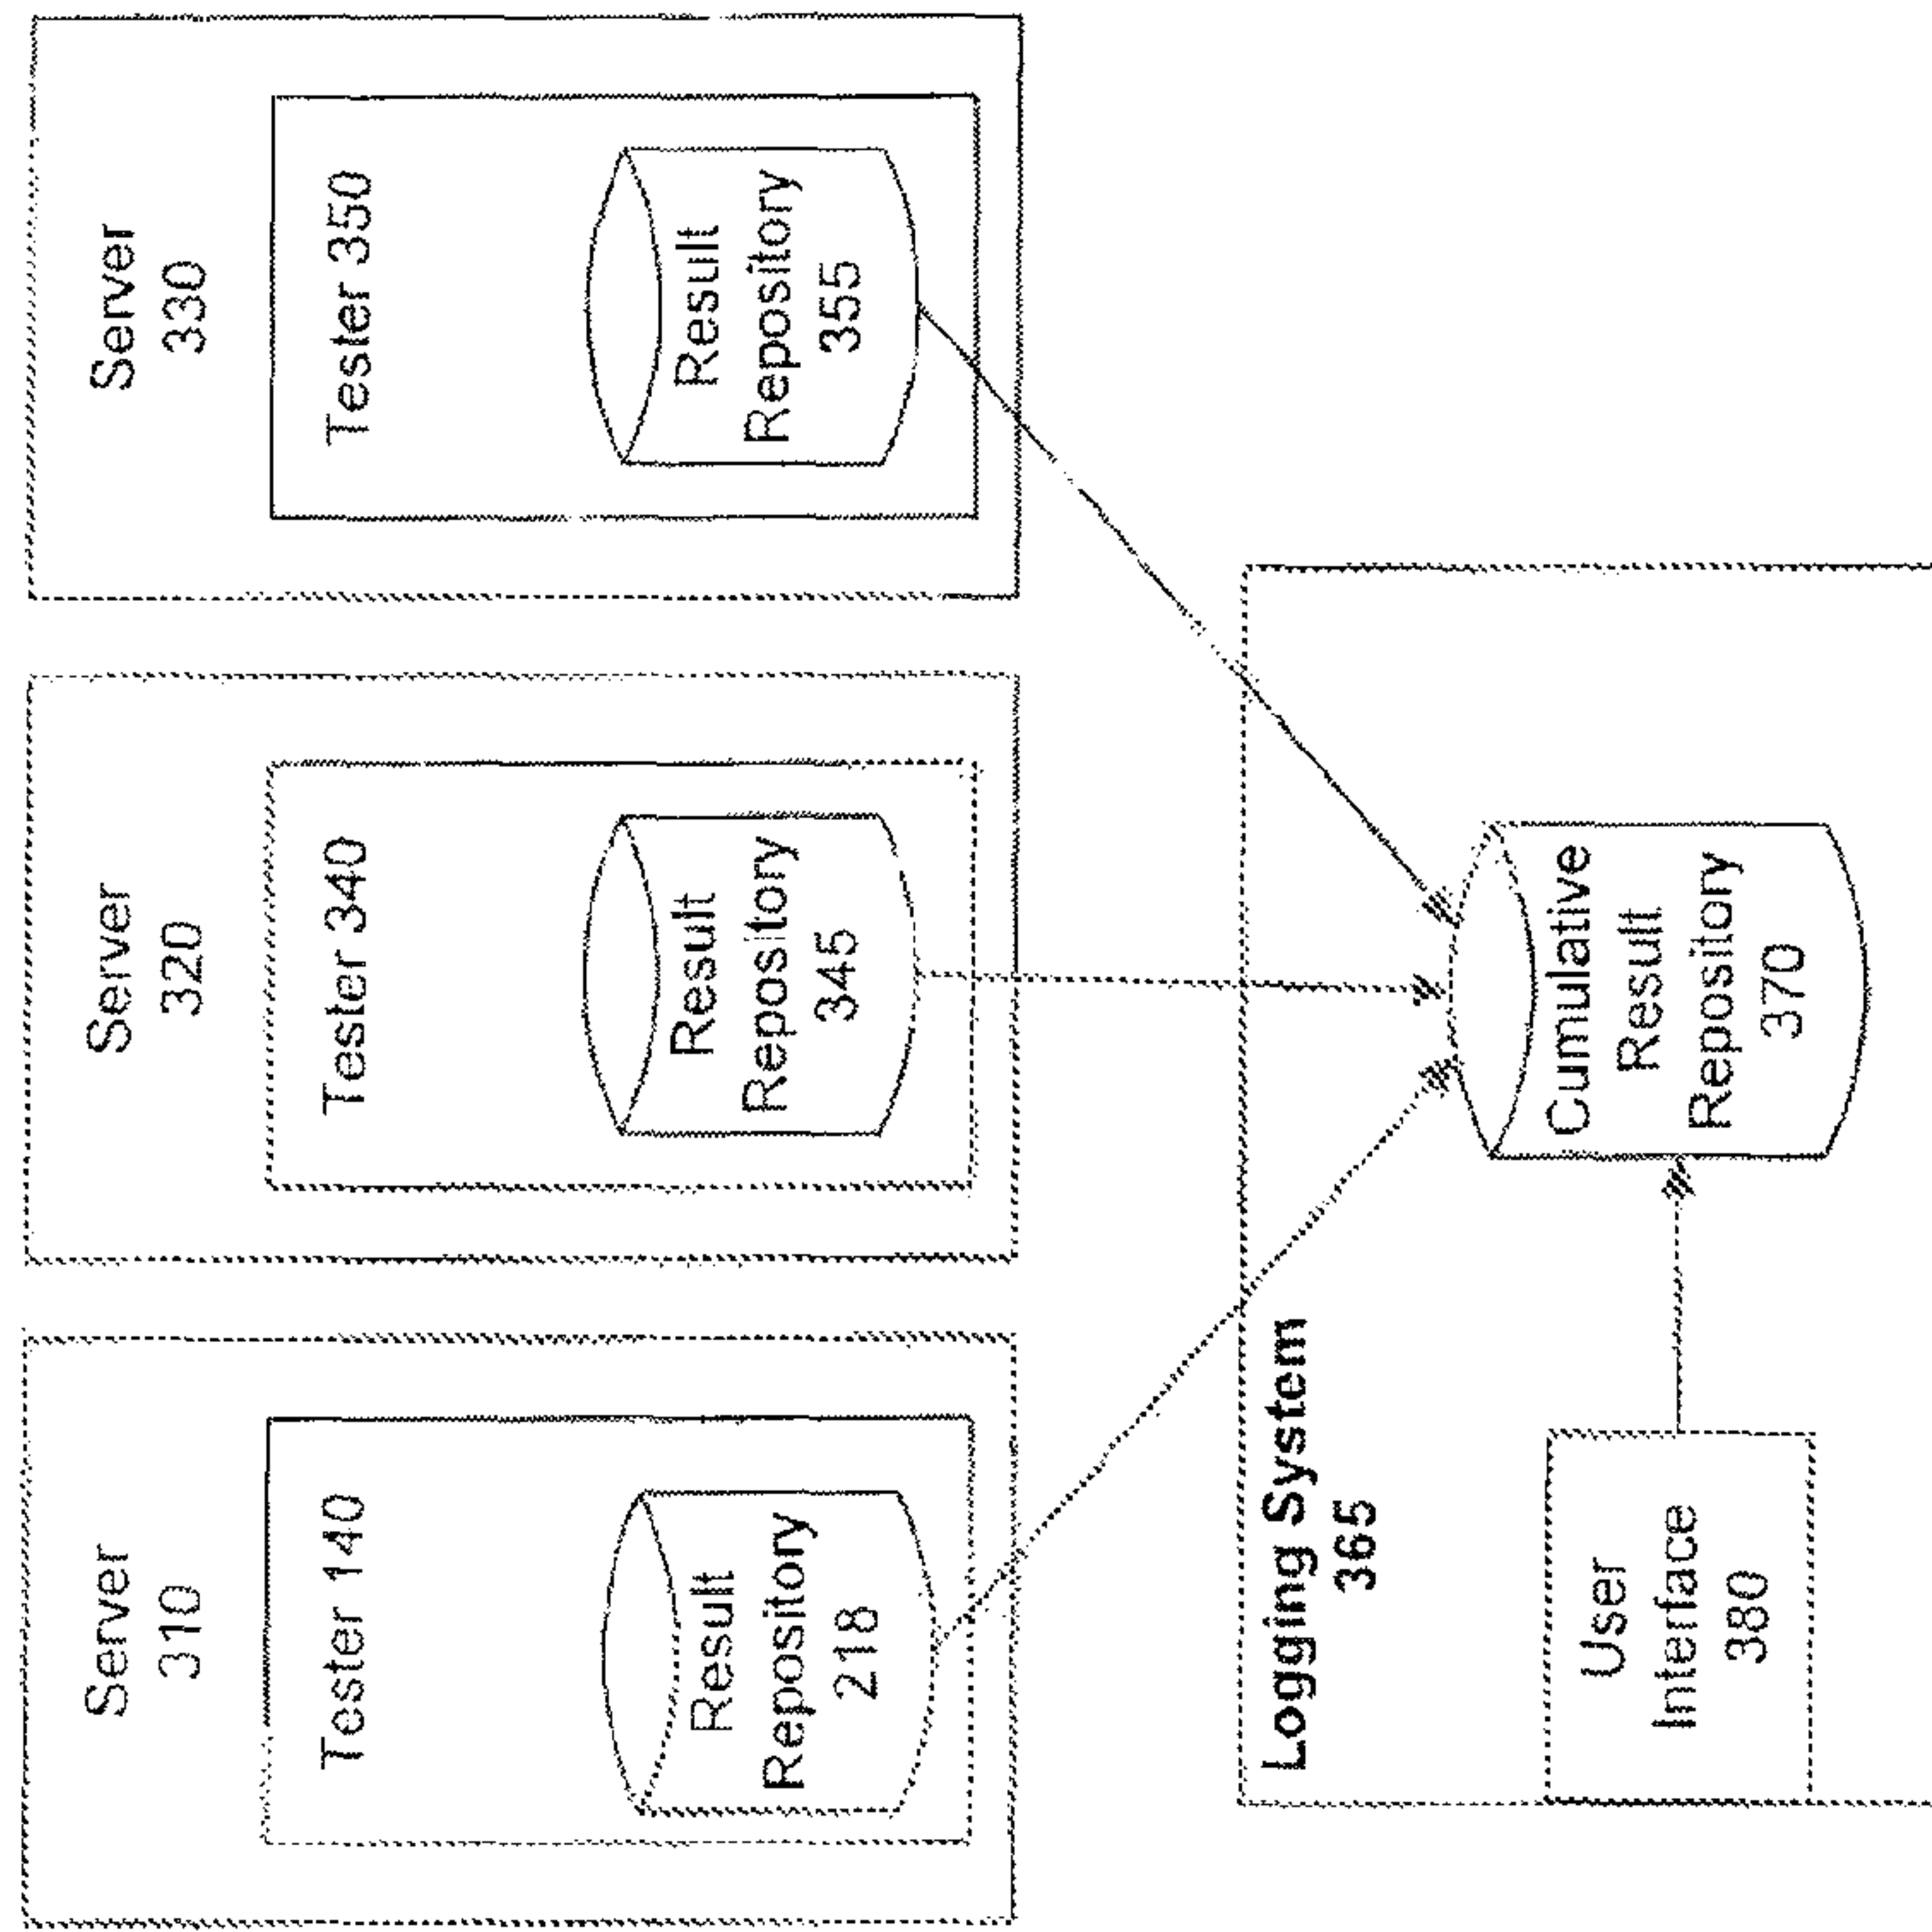 Server
310
Tester 140
Result
Repository
218
Server
320
Tester 340
Result
Repository
345
Server
330
Tester 350
Result
Repository
355
Logging System
365
User
Interface
380
Cumulative
Result
Repository
370